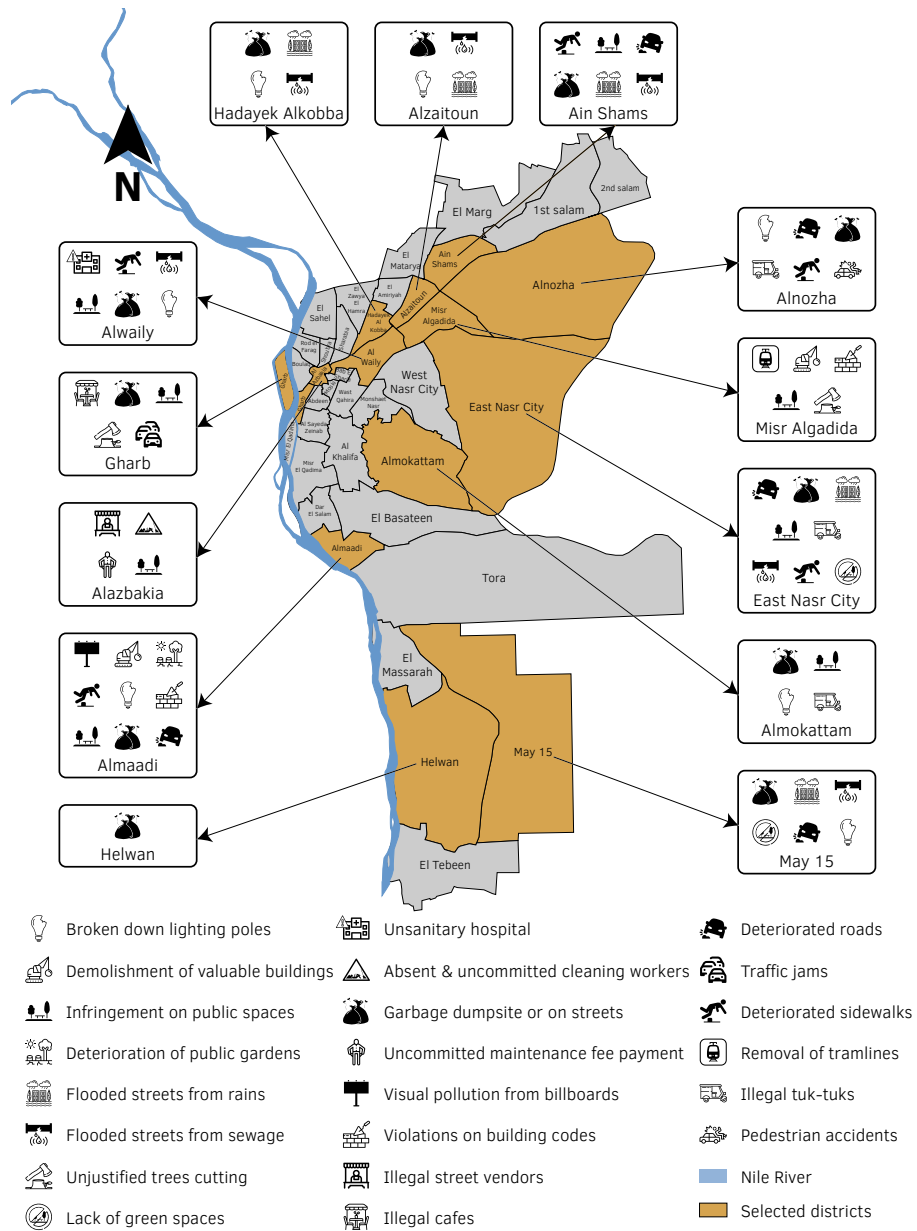 Hadayek Alkobba
Alzaitoun
Ain Shams
N
2nd salam
1st salam
El Marg
Ain
Shams
El
Matarya
Alnozha
Alnozha
Alwaily
El
Zawya
El
Hamra
El
Amiriyah
Alzaitoun
Misr
Algadida
El
Sahel
Hadayek
Al
Kobba
Sharabia
Rod el
Farag
Al
Waily
Boulaq
West
Nasr City
Gharb
Gharb
Abdeen
Wast
Qahira
Monshaet
Nasr
East Nasr City
Misr Algadida
Al Sayeda
Zeinab
Al
Khalifa
Almokattam
Misr
El Qadima
Dar
El Salam
El Basateen
Alazbakia
Almaadi
Tora
East Nasr City
El
Massarah
Almokattam
Almaadi
Helwan
May 15
Helwan
May 15
El Tebeen
Broken down lighting poles
Unsanitary hospital
Deteriorated roads
Demolishment of valuable buildings
Absent & uncommitted cleaning workers
Traffic jams
Infringement on public spaces
Garbage dumpsite or on streets
Deteriorated sidewalks
Deterioration of public gardens
Uncommitted maintenance fee payment
Removal of tramlines
Flooded streets from rains
Visual pollution from billboards
Illegal tuk-tuks
Flooded streets from sewage
Violations on building codes
Pedestrian accidents
Unjustified trees cutting
Illegal street vendors
Nile River
Lack of green spaces
Illegal cafes
Selected districts